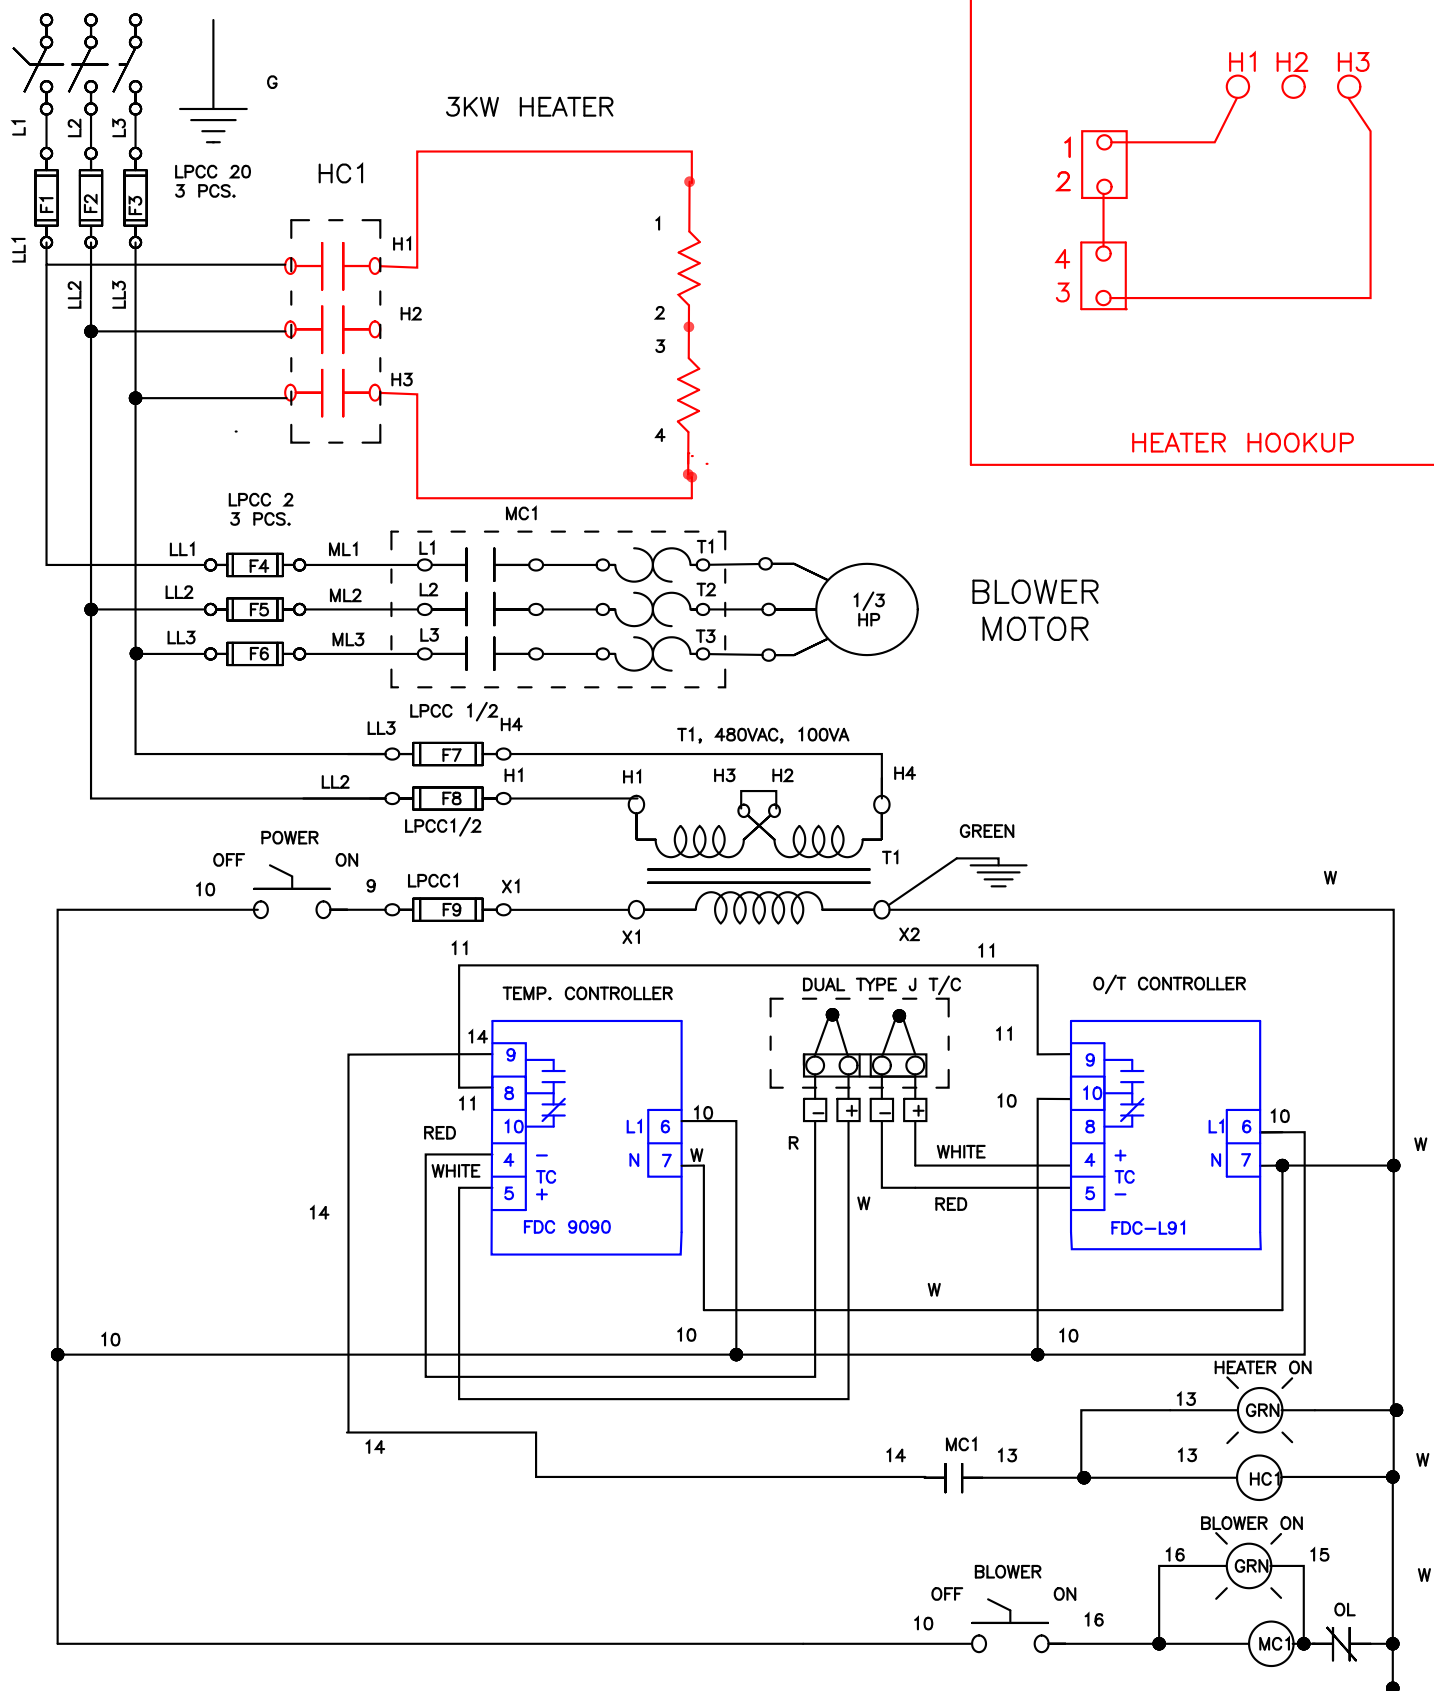 G
L1
L2
L3
LPCC 20
3 PCS.
F1
F2
F3
LL1
LL2
LL3
HC1
3KW HEATER
H1
H2
H3
1
2
3
4
H1 H2 H3
1
2
4
3
HEATER HOOKUP
LPCC 2
3 PCS.
MC1
LL1
F4
ML1
L1
T1
LL2
F5
ML2
L2
T2
LL3
F6
ML3
L3
T3
1/3
HP
BLOWER
MOTOR
LPCC 1/2
LL3
F7
H4
T1, 480VAC, 100VA
LL2
F8
H1
LPCC1/2
H1
H3
H2
H4
T1
GREEN
POWER
OFF
ON
10
9
LPCC1
F9
X1
X1
X2
W
11
11
TEMP. CONTROLLER
DUAL TYPE J T/C
O/T CONTROLLER
14
9
8
11
10
RED
4 −
WHITE
TC
5 +
L1 6
10
N 7
W
FDC 9090
− + − +
R
W
WHITE
RED
11
9
10
10
8
4 +
TC
5 −
L1 6
10
N 7
FDC-L91
W
14
W
10
10
10
HEATER ON
13
GRN
14
14
MC1
13
13
HC1
W
BLOWER ON
16
GRN
15
W
BLOWER
OFF
ON
10
16
MC1
OL